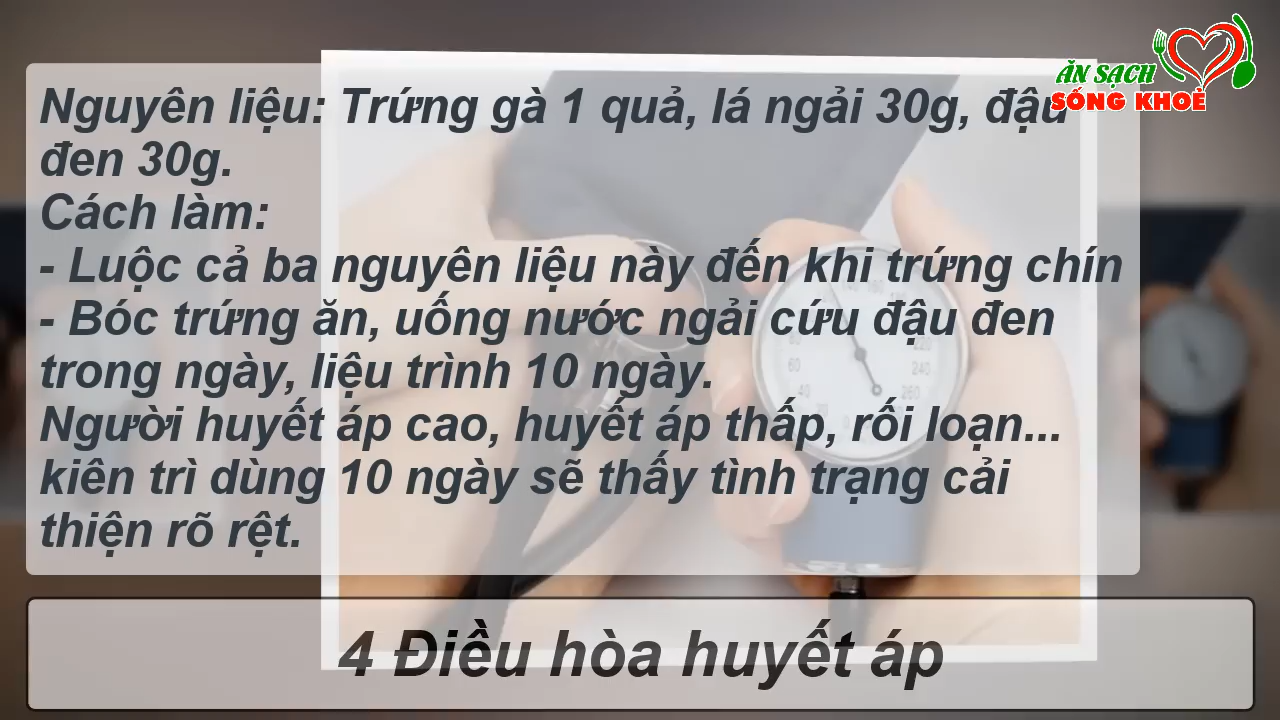 ĂN SẠCH
SỐNG KHOẺ
Nguyên liệu: Trứng gà 1 quả, lá ngải 30g, đậu
đen 30g.
Cách làm:
- Luộc cả ba nguyên liệu này đến khi trứng chín
- Bóc trứng ăn, uống nước ngải cứu đậu đen
trong ngày, liệu trình 10 ngày.
Người huyết áp cao, huyết áp thấp, rối loạn...
kiên trì dùng 10 ngày sẽ thấy tình trạng cải
thiện rõ rệt.
4 Điều hòa huyết áp